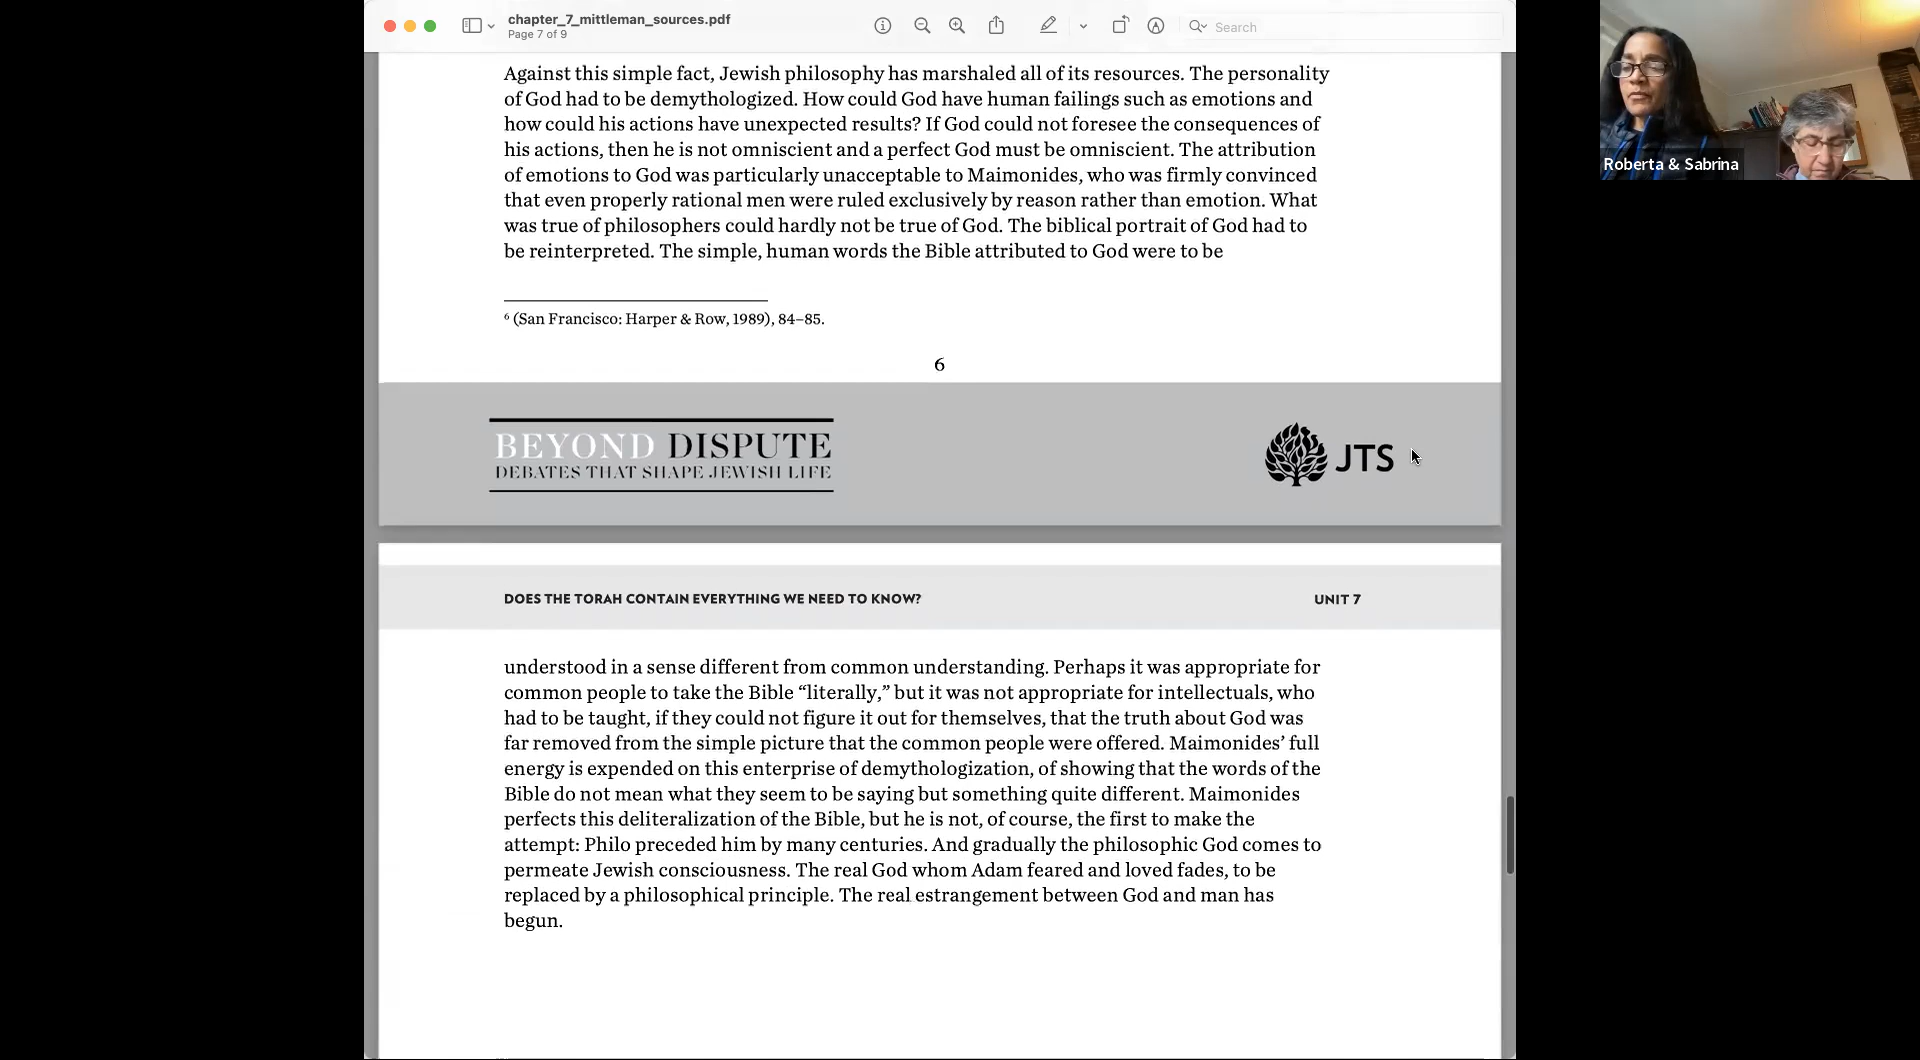 chapter_7_mittleman_sources.pdf
Page 7 of 9
Search
Against this simple fact, Jewish philosophy has marshaled all of its resources. The personality
of God had to be demythologized. How could God have human failings such as emotions and
how could his actions have unexpected results? If God could not foresee the consequences of
his actions, then he is not omniscient and a perfect God must be omniscient. The attribution
of emotions to God was particularly unacceptable to Maimonides, who was firmly convinced
that even properly rational men were ruled exclusively by reason rather than emotion. What
was true of philosophers could hardly not be true of God. The biblical portrait of God had to
be reinterpreted. The simple, human words the Bible attributed to God were to be
⁶ (San Francisco: Harper & Row, 1989), 84–85.
6
BEYOND DISPUTE
DEBATES THAT SHAPE JEWISH LIFE
JTS
DOES THE TORAH CONTAIN EVERYTHING WE NEED TO KNOW?
UNIT 7
understood in a sense different from common understanding. Perhaps it was appropriate for
common people to take the Bible “literally,” but it was not appropriate for intellectuals, who
had to be taught, if they could not figure it out for themselves, that the truth about God was
far removed from the simple picture that the common people were offered. Maimonides’ full
energy is expended on this enterprise of demythologization, of showing that the words of the
Bible do not mean what they seem to be saying but something quite different. Maimonides
perfects this deliteralization of the Bible, but he is not, of course, the first to make the
attempt: Philo preceded him by many centuries. And gradually the philosophic God comes to
permeate Jewish consciousness. The real God whom Adam feared and loved fades, to be
replaced by a philosophical principle. The real estrangement between God and man has
begun.
Roberta & Sabrina